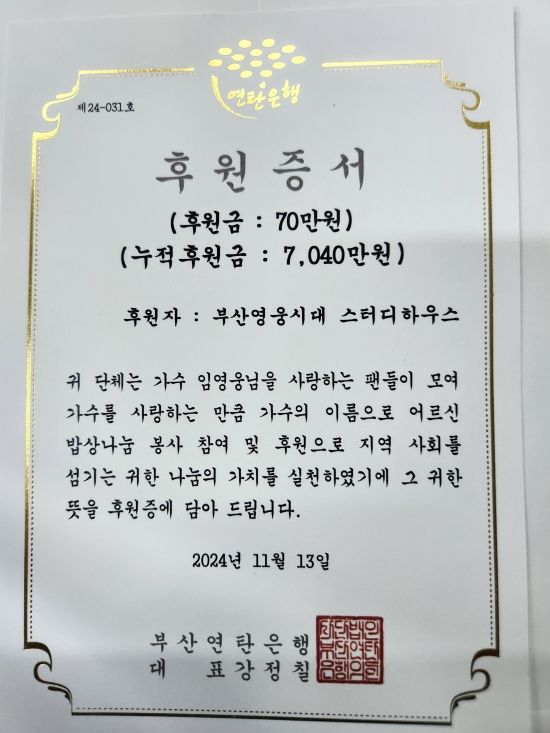 연탄은행
제24-031호
후원증서
(후원금 : 70만원)
(누적후원금 : 7,040만원)
후원자 : 부산영웅시대 스터디하우스
귀 단체는 가수 임영웅님을 사랑하는 팬들이 모여
가수를 사랑하는 만큼 가수의 이름으로 어르신
밥상나눔 봉사 참여 및 후원으로 지역 사회를
섬기는 귀한 나눔의 가치를 실천하였기에 그 귀한
뜻을 후원증에 담아 드립니다.
2024년 11월 13일
부산연탄은행
대 표강정칠